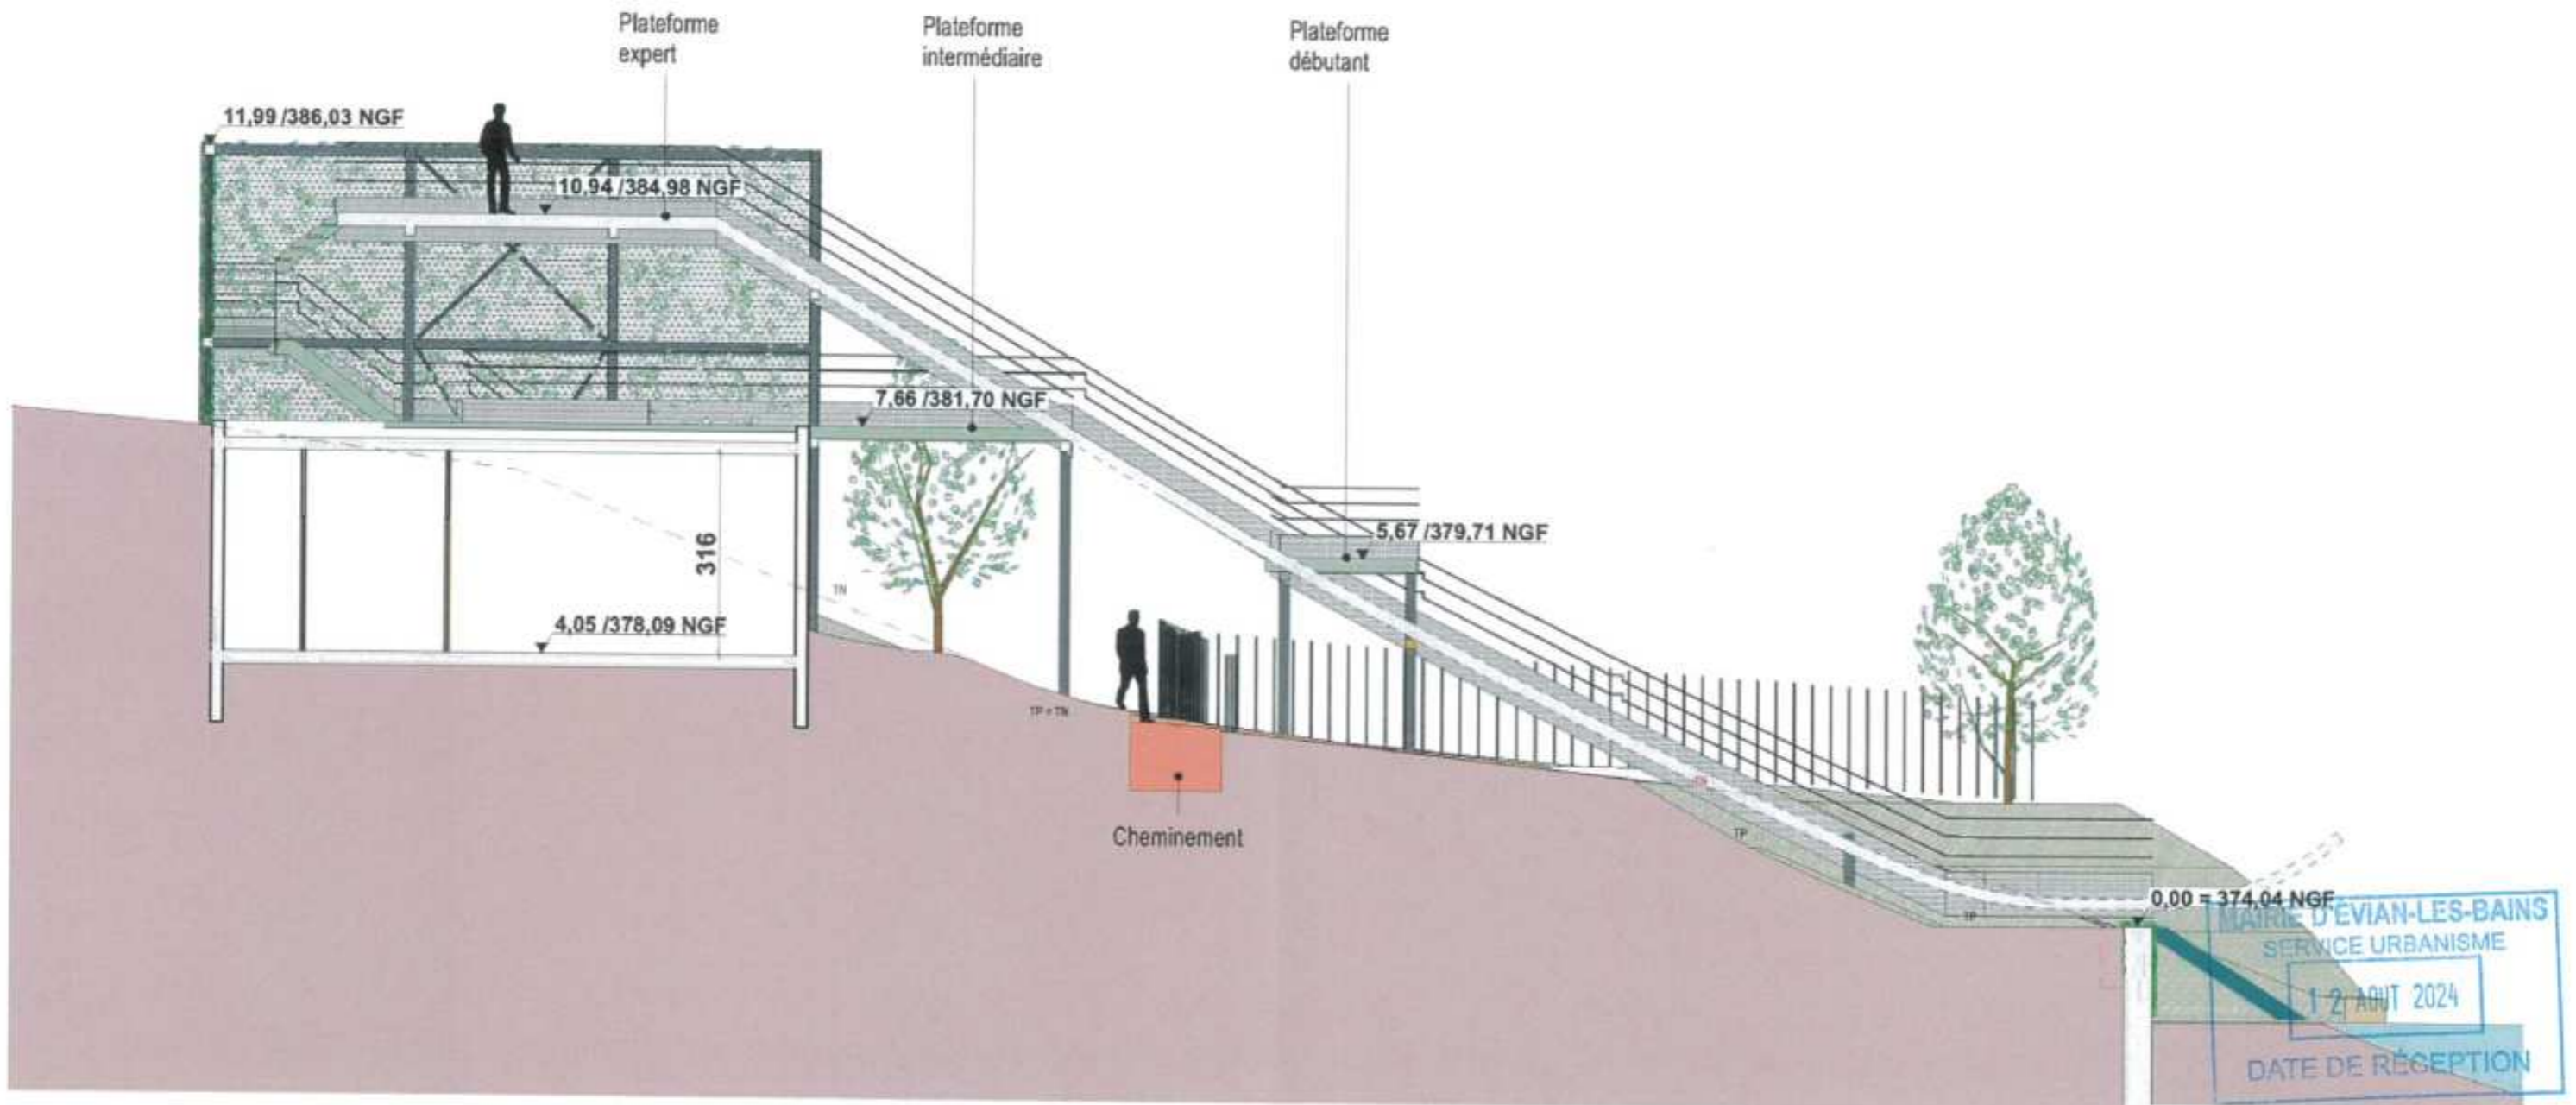 Plateforme
expert
Plateforme
intermédiaire
Plateforme
débutant
11,99 /386,03 NGF
10,94 /384,98 NGF
7,66 /381,70 NGF
5,67 /379,71 NGF
316
TN
4,05 /378,09 NGF
TP = TN
Cheminement
TP
TP
0,00 = 374,04 NGF
MAIRIE D'ÉVIAN-LES-BAINS
SERVICE URBANISME
12 AOUT 2024
DATE DE RÉCEPTION